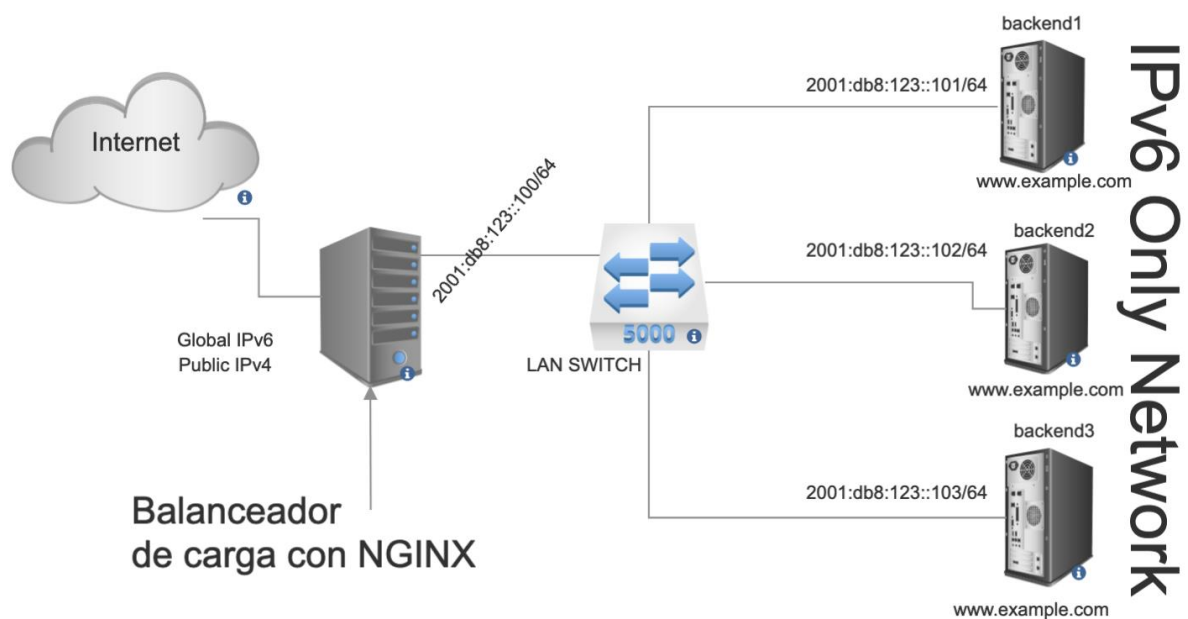 backend1
2001:db8:123::101/64
Internet
www.example.com
2001:db8:123::100/64
backend2
2001:db8:123::102/64
Global IPv6
Public IPv4
5000
LAN SWITCH
www.example.com
backend3
2001:db8:123::103/64
Balanceador
de carga con NGINX
www.example.com
IPv6 Only Network